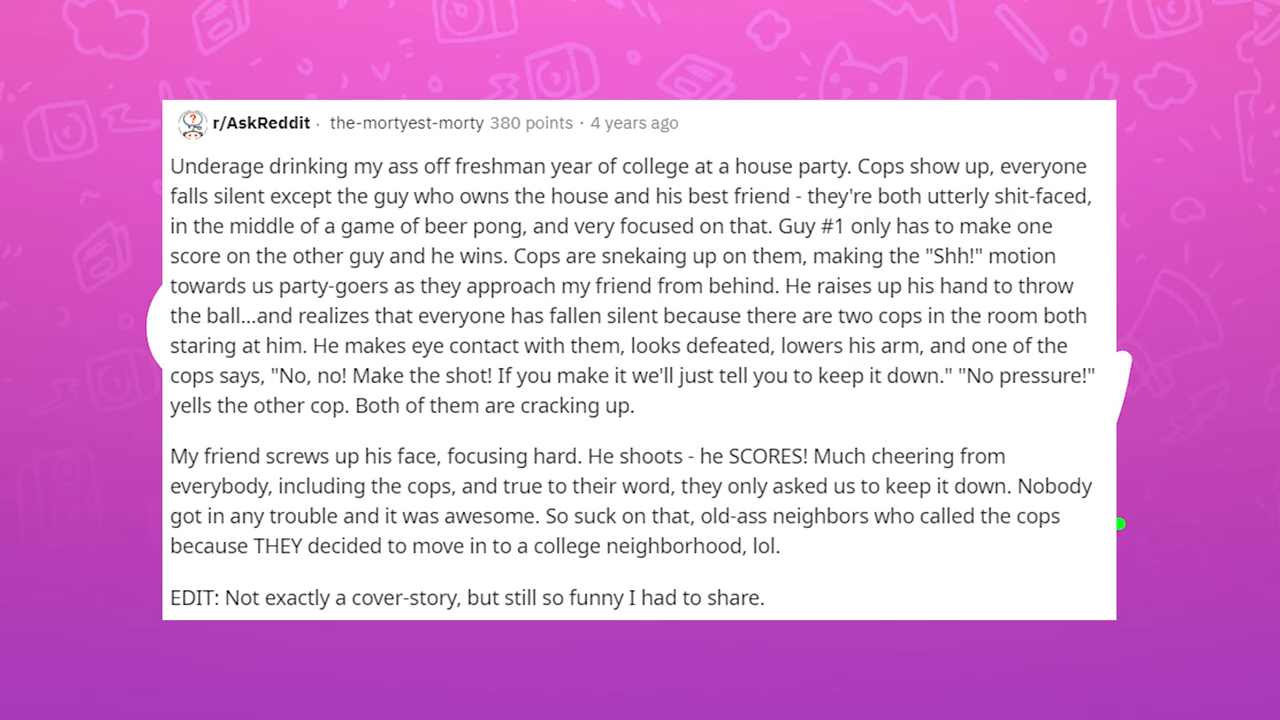 r/AskReddit · the-mortyest-morty 380 points · 4 years ago
Underage drinking my ass off freshman year of college at a house party. Cops show up, everyone
falls silent except the guy who owns the house and his best friend - they're both utterly shit-faced,
in the middle of a game of beer pong, and very focused on that. Guy #1 only has to make one
score on the other guy and he wins. Cops are snekaing up on them, making the "Shh!" motion
towards us party-goers as they approach my friend from behind. He raises up his hand to throw
the ball...and realizes that everyone has fallen silent because there are two cops in the room both
staring at him. He makes eye contact with them, looks defeated, lowers his arm, and one of the
cops says, "No, no! Make the shot! If you make it we'll just tell you to keep it down." "No pressure!"
yells the other cop. Both of them are cracking up.
My friend screws up his face, focusing hard. He shoots - he SCORES! Much cheering from
everybody, including the cops, and true to their word, they only asked us to keep it down. Nobody
got in any trouble and it was awesome. So suck on that, old-ass neighbors who called the cops
because THEY decided to move in to a college neighborhood, lol.
EDIT: Not exactly a cover-story, but still so funny I had to share.